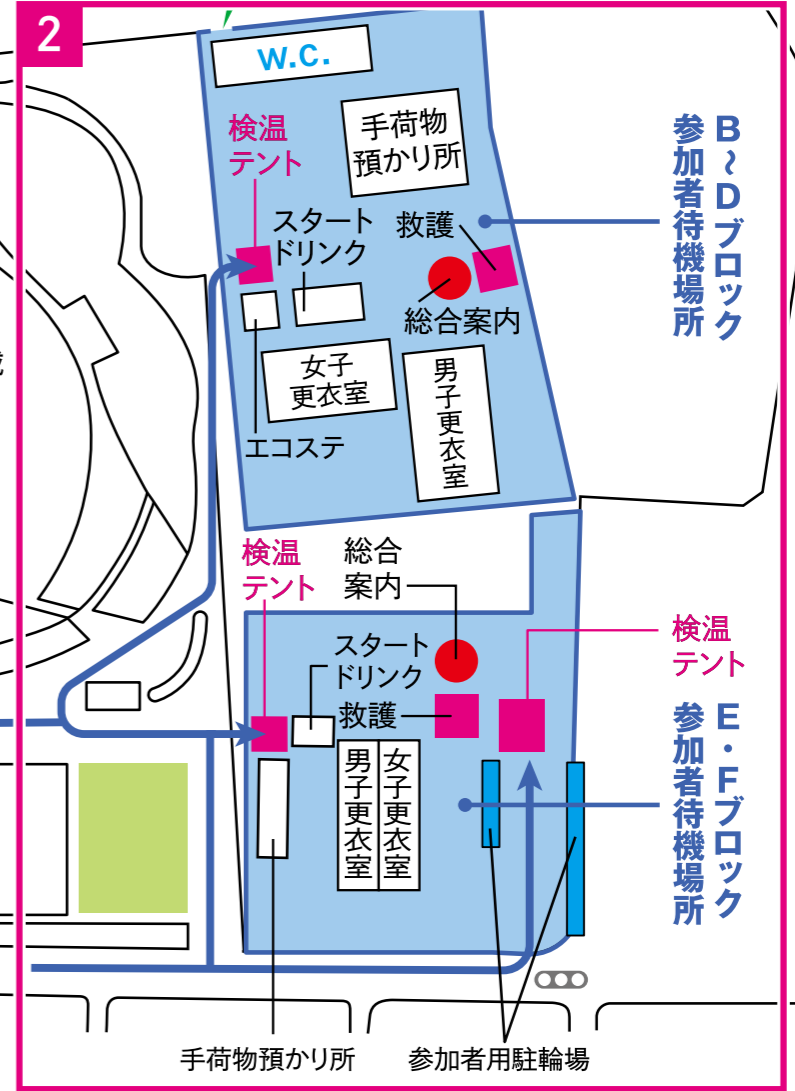 2
W.C.
検温
テント
手荷物
預かり所
スタート
ドリンク
救護
総合案内
女子
更衣室
男子更衣室
エコステ
B~Dブロック
参加者待機場所
検温
テント
総合
案内
スタート
ドリンク
救護
検温
テント
男子更衣室
女子更衣室
E・Fブロック
参加者待機場所
手荷物預かり所
参加者用駐輪場